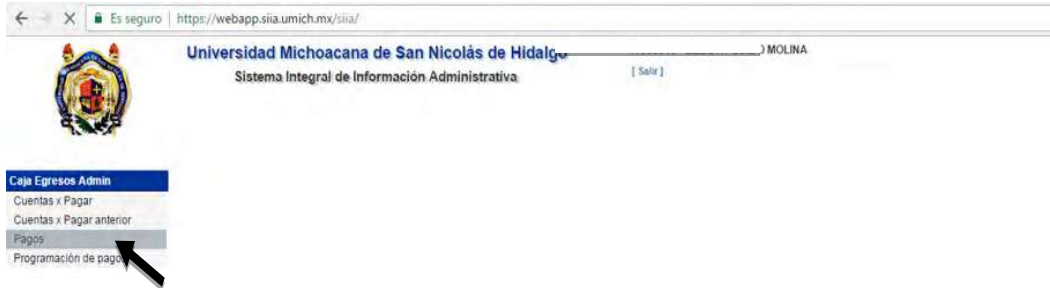 Es seguro | https://webapp.siia.umich.mx/siia/
Universidad Michoacana de San Nicolás de Hidalgo
MOLINA
Sistema Integral de Información Administrativa
[ Salir ]
Caja Egresos Admin
Cuentas x Pagar
Cuentas x Pagar anterior
Pagos
Programación de pagos